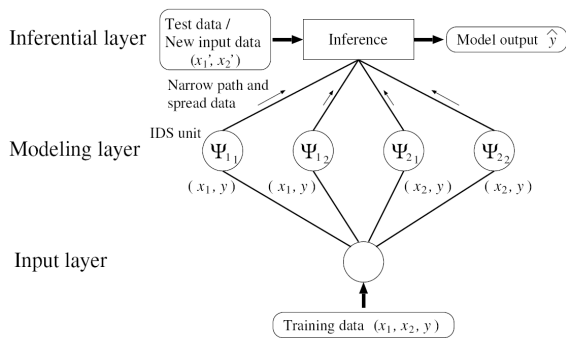 Inferential layer
Test data /
New input data
(x₁', x₂')
Inference
Model output ŷ
Narrow path and
spread data
IDS unit
Modeling layer
Ψ₁₁ Ψ₁₂ Ψ₂₁ Ψ₂₂
(x₁, y) (x₁, y) (x₂, y) (x₂, y)
Input layer
Training data (x₁, x₂, y)